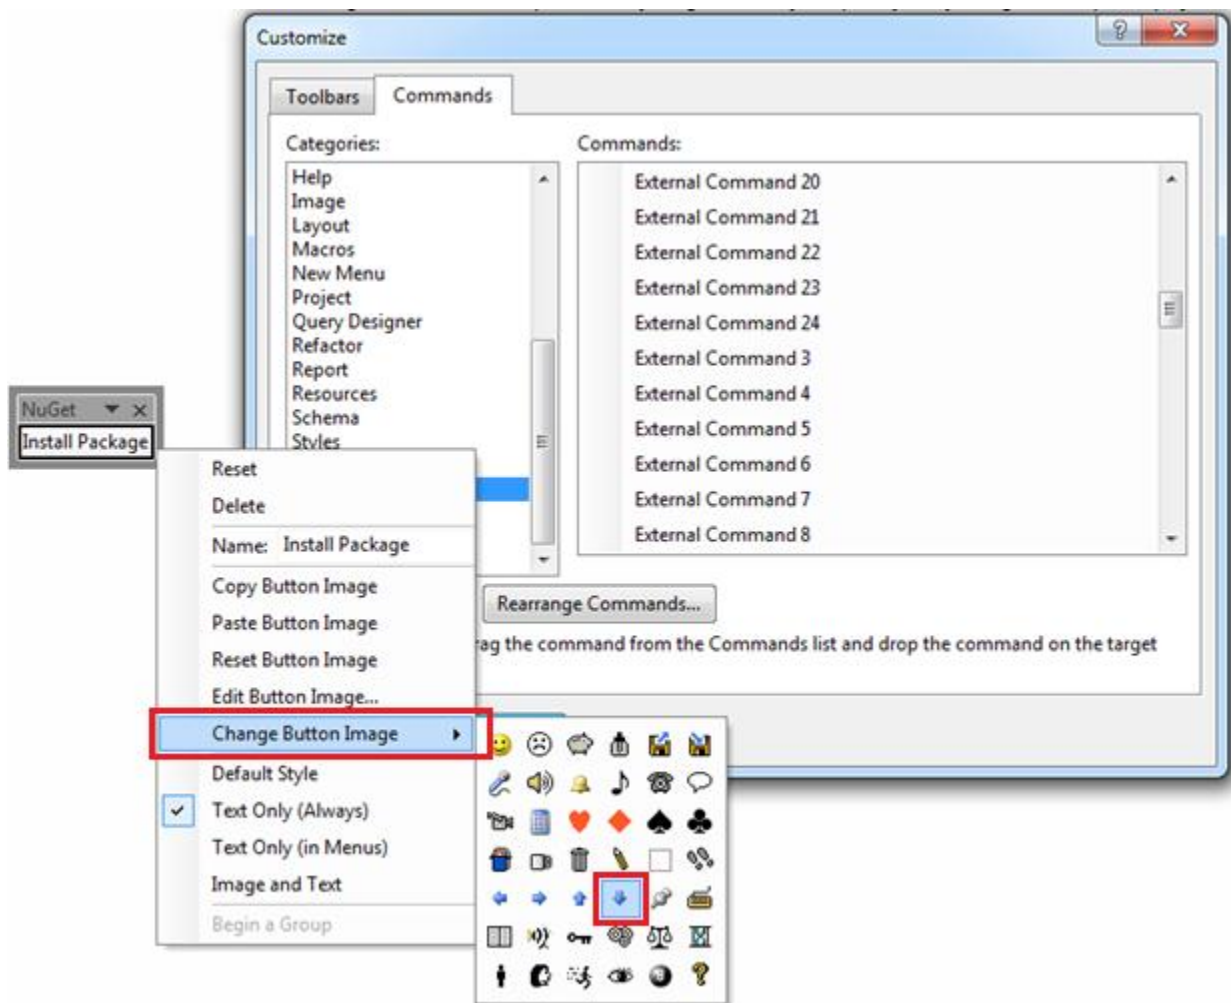 Customize
Toolbars
Commands
Categories:
Commands:
Help
Image
Layout
Macros
New Menu
Project
Query Designer
Refactor
Report
Resources
Schema
Styles
External Command 20
External Command 21
External Command 22
External Command 23
External Command 24
External Command 3
External Command 4
External Command 5
External Command 6
External Command 7
External Command 8
Rearrange Commands...
the command from the Commands list and drop the command on the target
NuGet
Install Package
Reset
Delete
Name: Install Package
Copy Button Image
Paste Button Image
Reset Button Image
Edit Button Image...
Change Button Image
Default Style
Text Only (Always)
Text Only (in Menus)
Image and Text
Begin a Group